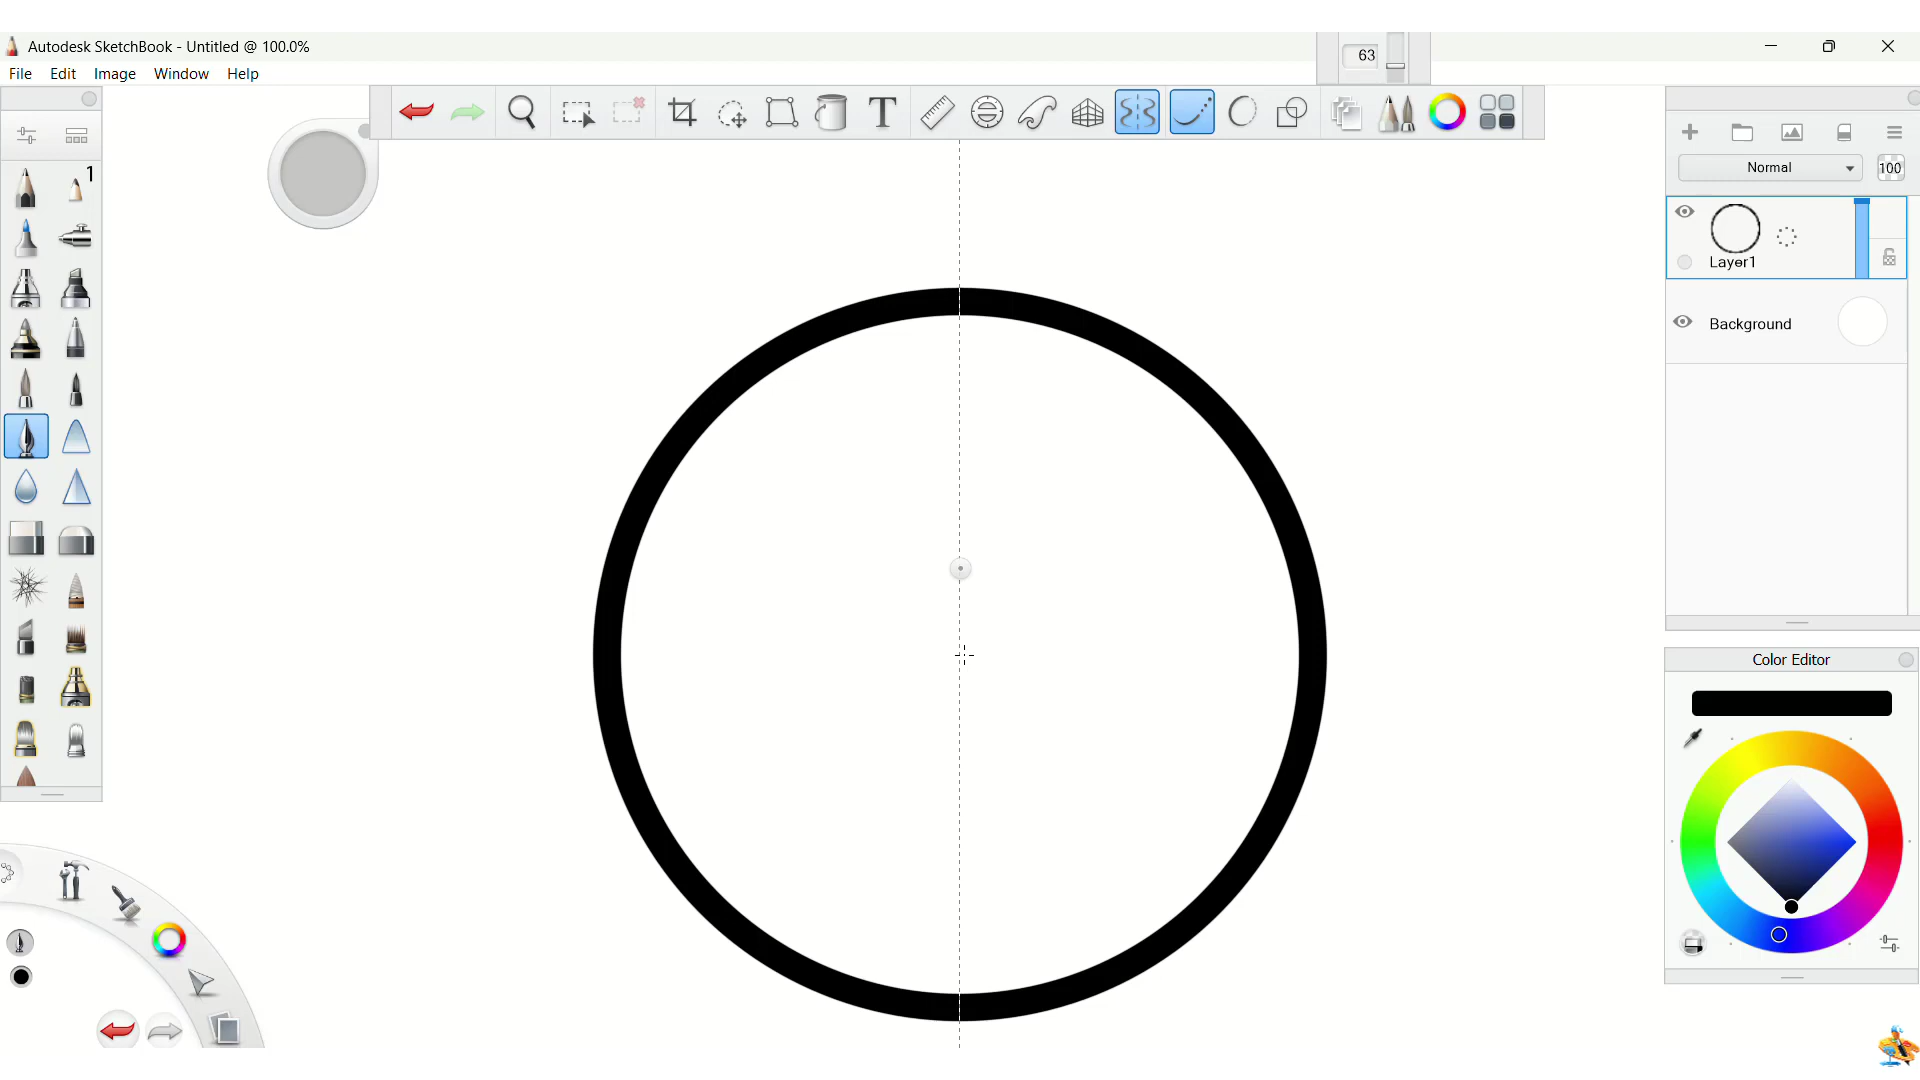 Autodesk SketchBook - Untitled @ 100.0%
63
File Edit Image Window Help
T
1
Normal 100
Layer1
Background
Color Editor